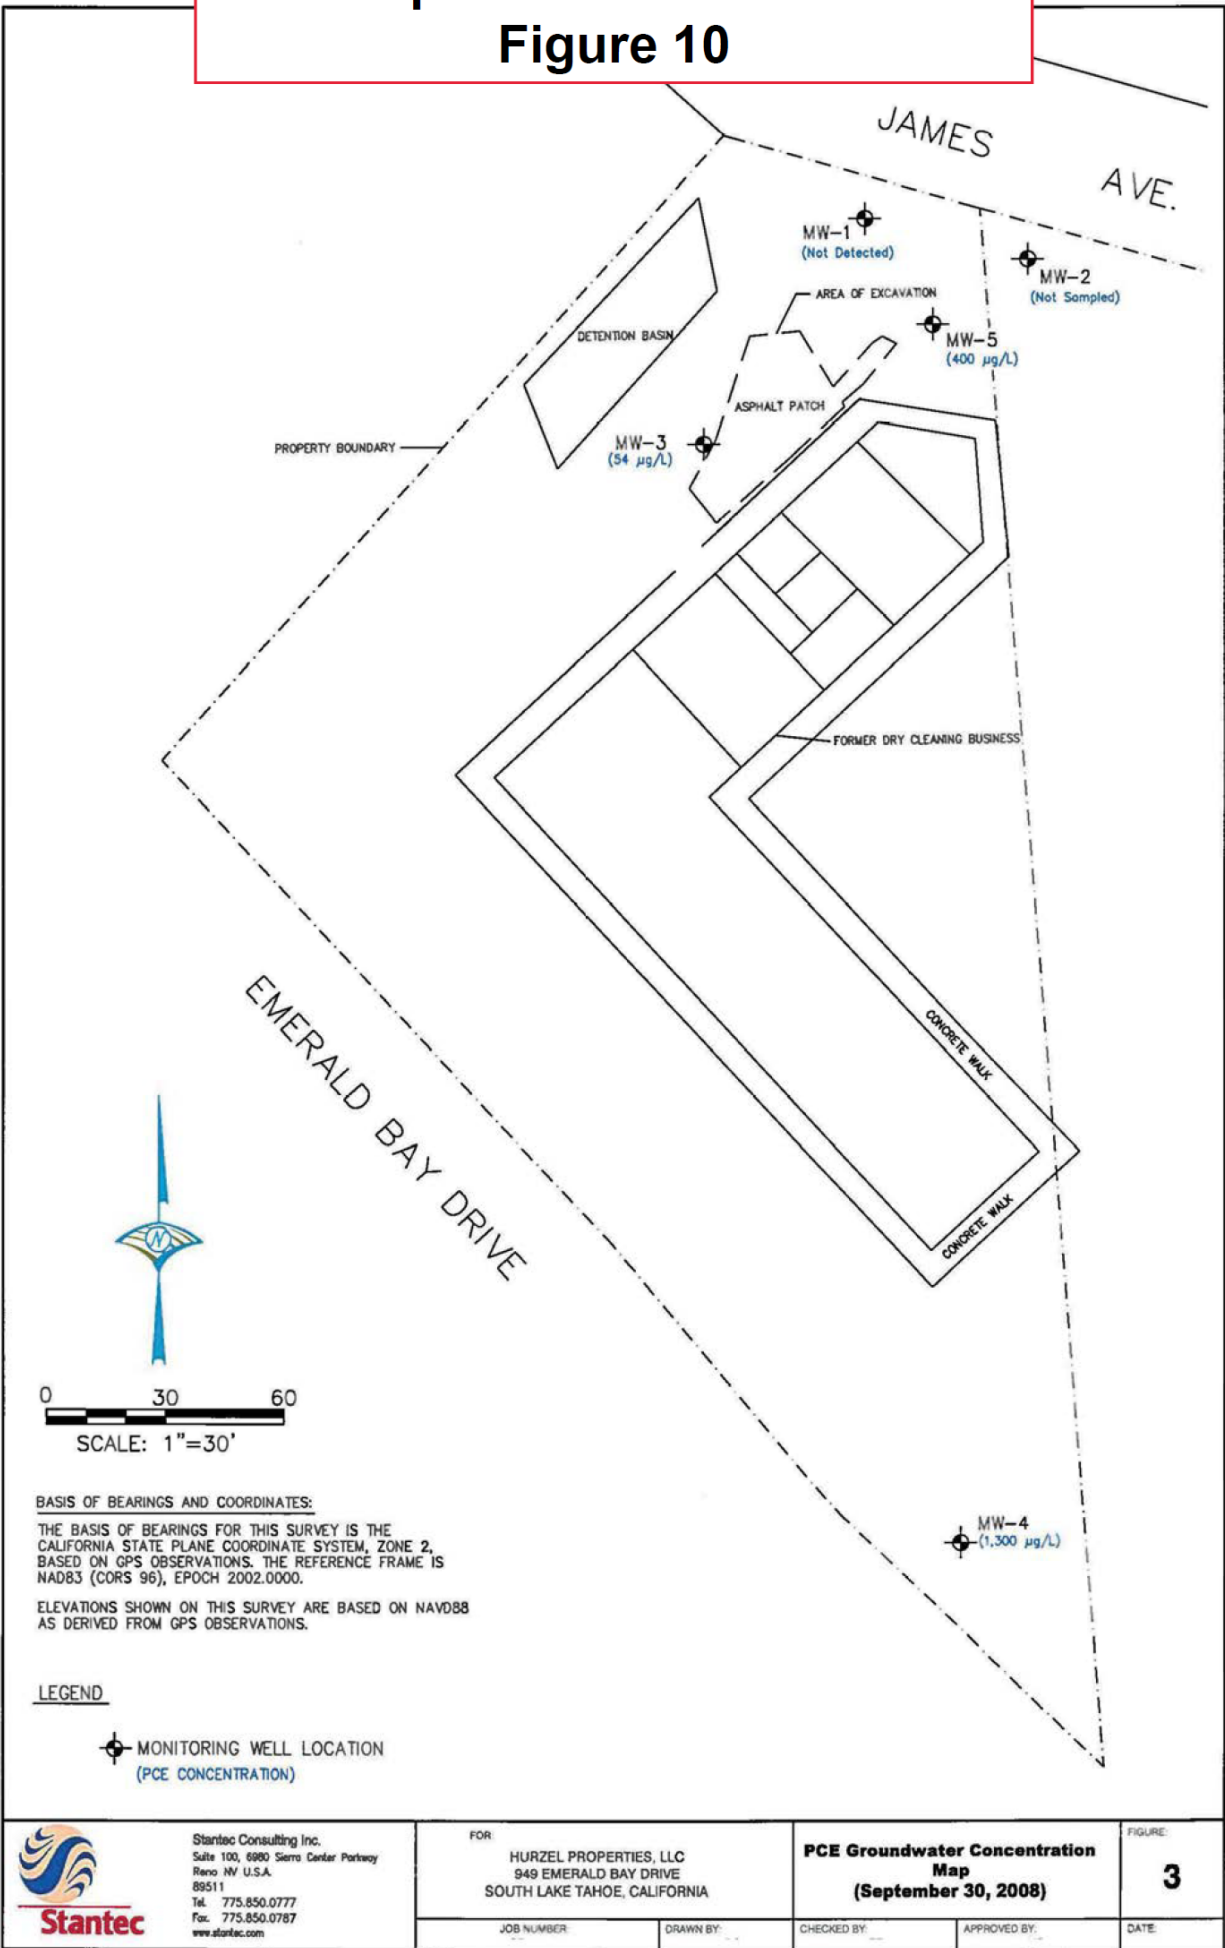 Figure 10
JAMES AVE.
MW-1
(Not Detected)
MW-2
(Not Sampled)
AREA OF EXCAVATION
MW-5
(400 µg/L)
DETENTION BASIN
ASPHALT PATCH
PROPERTY BOUNDARY
MW-3
(54 µg/L)
FORMER DRY CLEANING BUSINESS
EMERALD BAY DRIVE
CONCRETE WALK
CONCRETE WALK
N
0 30 60
SCALE: 1"=30'
BASIS OF BEARINGS AND COORDINATES:
THE BASIS OF BEARINGS FOR THIS SURVEY IS THE
CALIFORNIA STATE PLANE COORDINATE SYSTEM, ZONE 2,
BASED ON GPS OBSERVATIONS. THE REFERENCE FRAME IS
NAD83 (CORS 96), EPOCH 2002.0000.
ELEVATIONS SHOWN ON THIS SURVEY ARE BASED ON NAVD88
AS DERIVED FROM GPS OBSERVATIONS.
MW-4
(1,300 µg/L)
LEGEND
MONITORING WELL LOCATION
(PCE CONCENTRATION)
Stantec
Stantec Consulting Inc.
Suite 100, 6980 Sierra Center Parkway
Reno NV U.S.A.
89511
Tel. 775.850.0777
Fax. 775.850.0787
www.stantec.com
FOR:
HURZEL PROPERTIES, LLC
949 EMERALD BAY DRIVE
SOUTH LAKE TAHOE, CALIFORNIA
PCE Groundwater Concentration
Map
(September 30, 2008)
FIGURE:
3
JOB NUMBER:
DRAWN BY:
CHECKED BY:
APPROVED BY:
DATE: